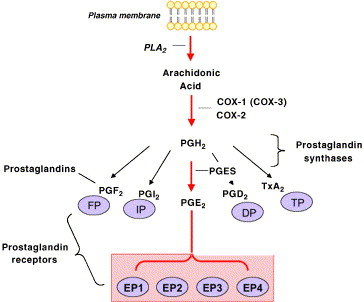 Plasma membrane
PLA2
Arachidonic
Acid
COX-1 (COX-3)
COX-2
PGH2
Prostaglandin
synthases
Prostaglandins
PGES
PGF2
PGI2
PGE2
PGD2
TxA2
FP
IP
DP
TP
Prostaglandin
receptors
EP1 EP2 EP3 EP4